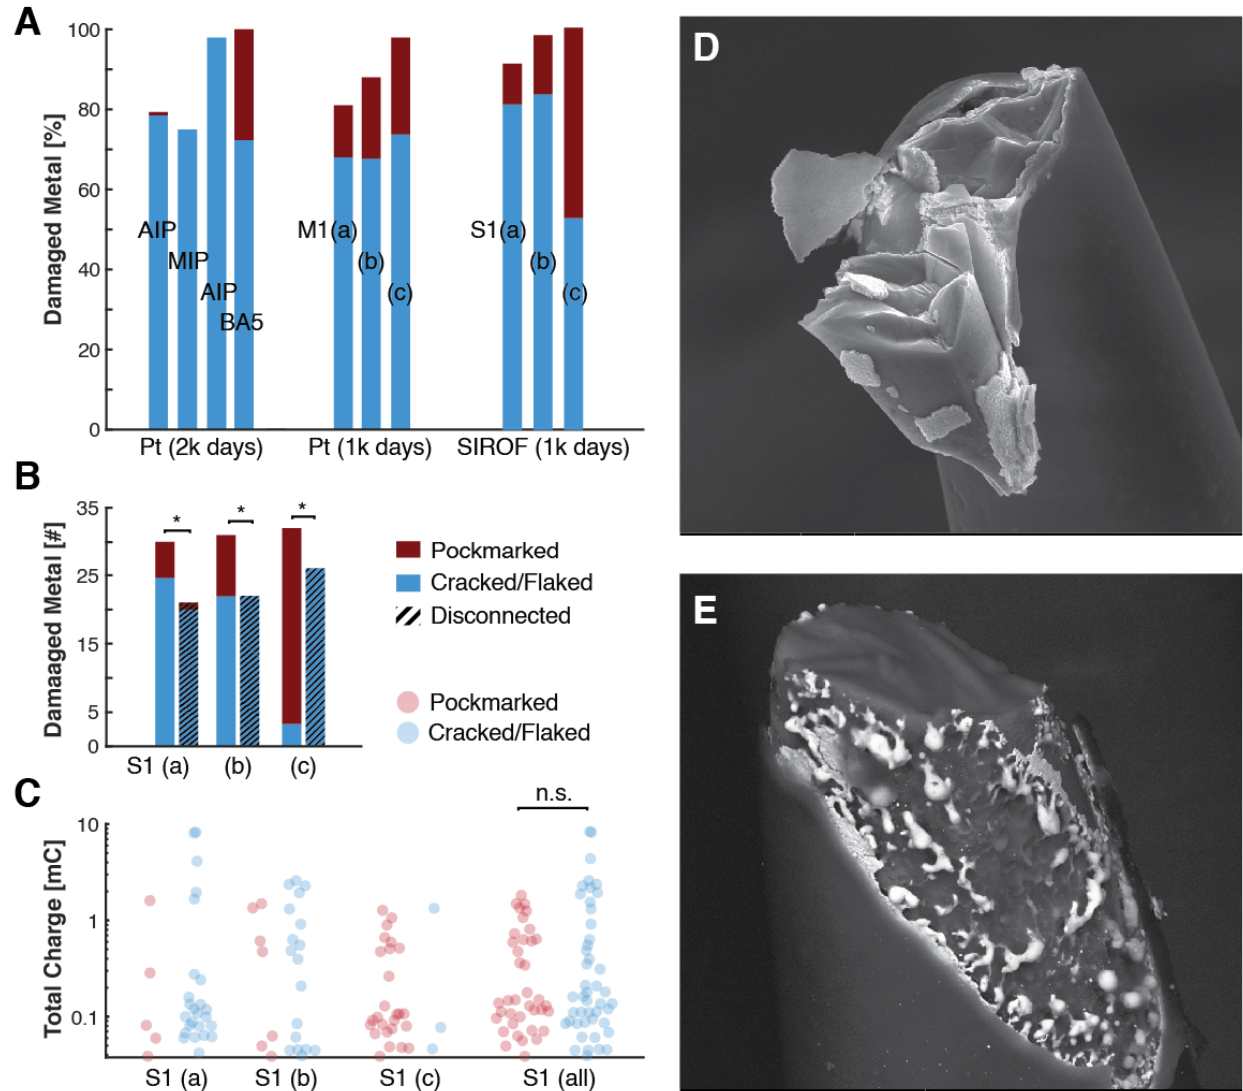 A
100
80
60
40
20
0
Damaged Metal [%]
AIP
MIP
AIP
BA5
M1(a)
(b)
(c)
S1(a)
(b)
(c)
Pt (2k days)
Pt (1k days)
SIROF (1k days)
B
35
25
15
5
0
Damaaged Metal [#]
*
*
*
S1 (a)
(b)
(c)
Pockmarked
Cracked/Flaked
Disconnected
Pockmarked
Cracked/Flaked
C
n.s.
10
1
0.1
Total Charge [mC]
S1 (a)
S1 (b)
S1 (c)
S1 (all)
D
E